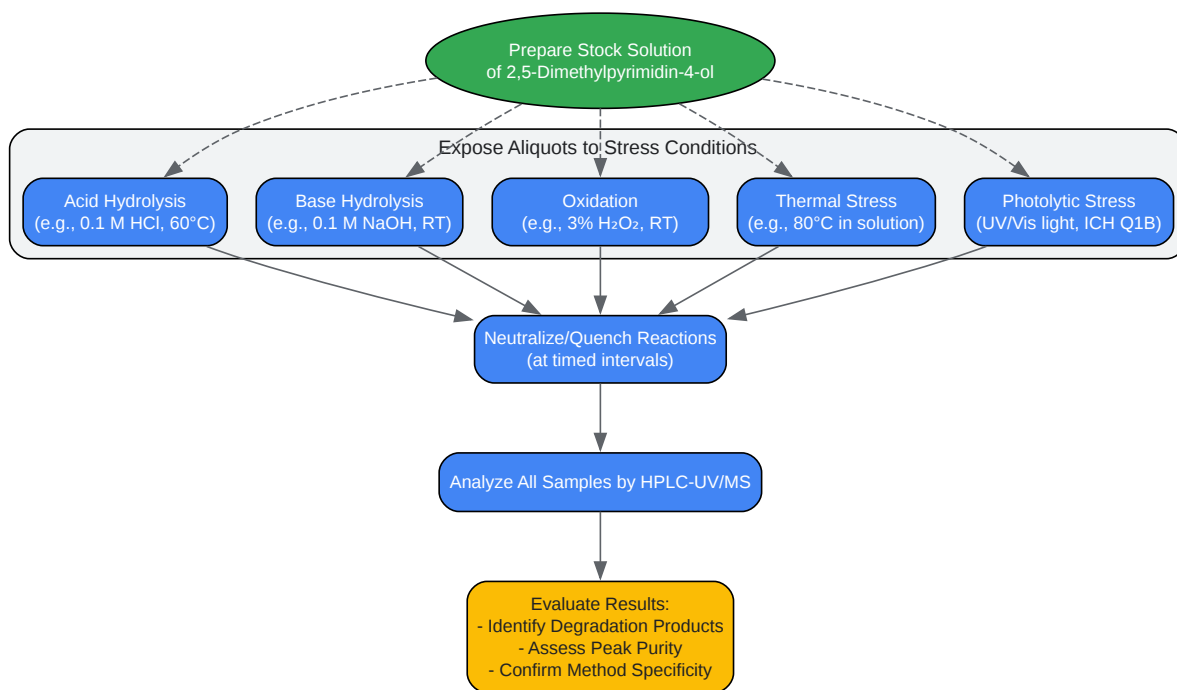 Prepare Stock Solution
of 2,5-Dimethylpyrimidin-4-ol
Expose Aliquots to Stress Conditions
Acid Hydrolysis
(e.g., 0.1 M HCl, 60°C)
Base Hydrolysis
(e.g., 0.1 M NaOH, RT)
Oxidation
(e.g., 3% H₂O₂, RT)
Thermal Stress
(e.g., 80°C in solution)
Photolytic Stress
(UV/Vis light, ICH Q1B)
Neutralize/Quench Reactions
(at timed intervals)
Analyze All Samples by HPLC-UV/MS
Evaluate Results:
- Identify Degradation Products
- Assess Peak Purity
- Confirm Method Specificity